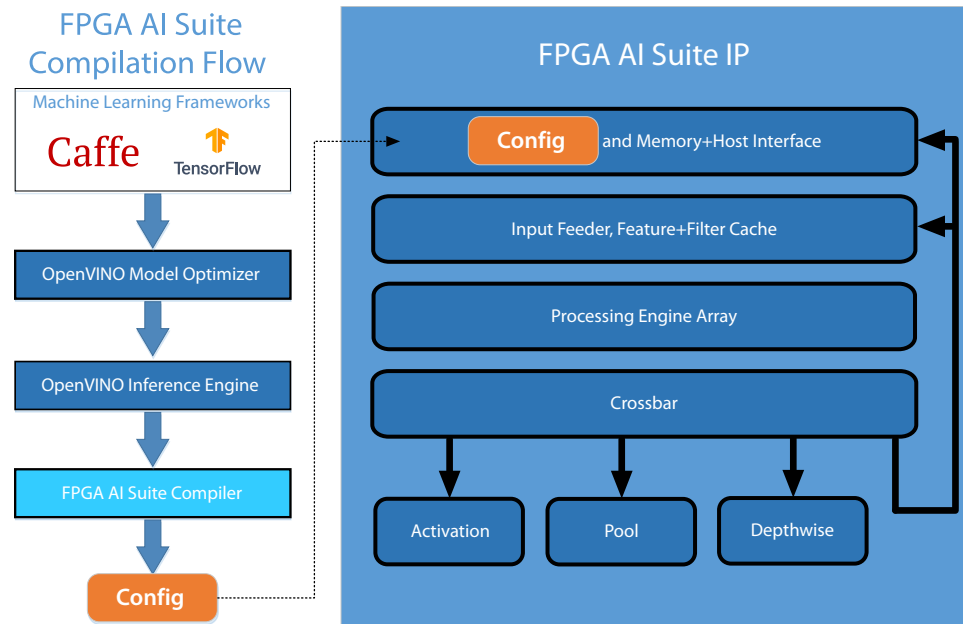 FPGA AI Suite
Compilation Flow
Machine Learning Frameworks
Caffe
TensorFlow
OpenVINO Model Optimizer
OpenVINO Inference Engine
FPGA AI Suite Compiler
Config
FPGA AI Suite IP
Config and Memory+Host Interface
Input Feeder, Feature+Filter Cache
Processing Engine Array
Crossbar
Activation
Pool
Depthwise